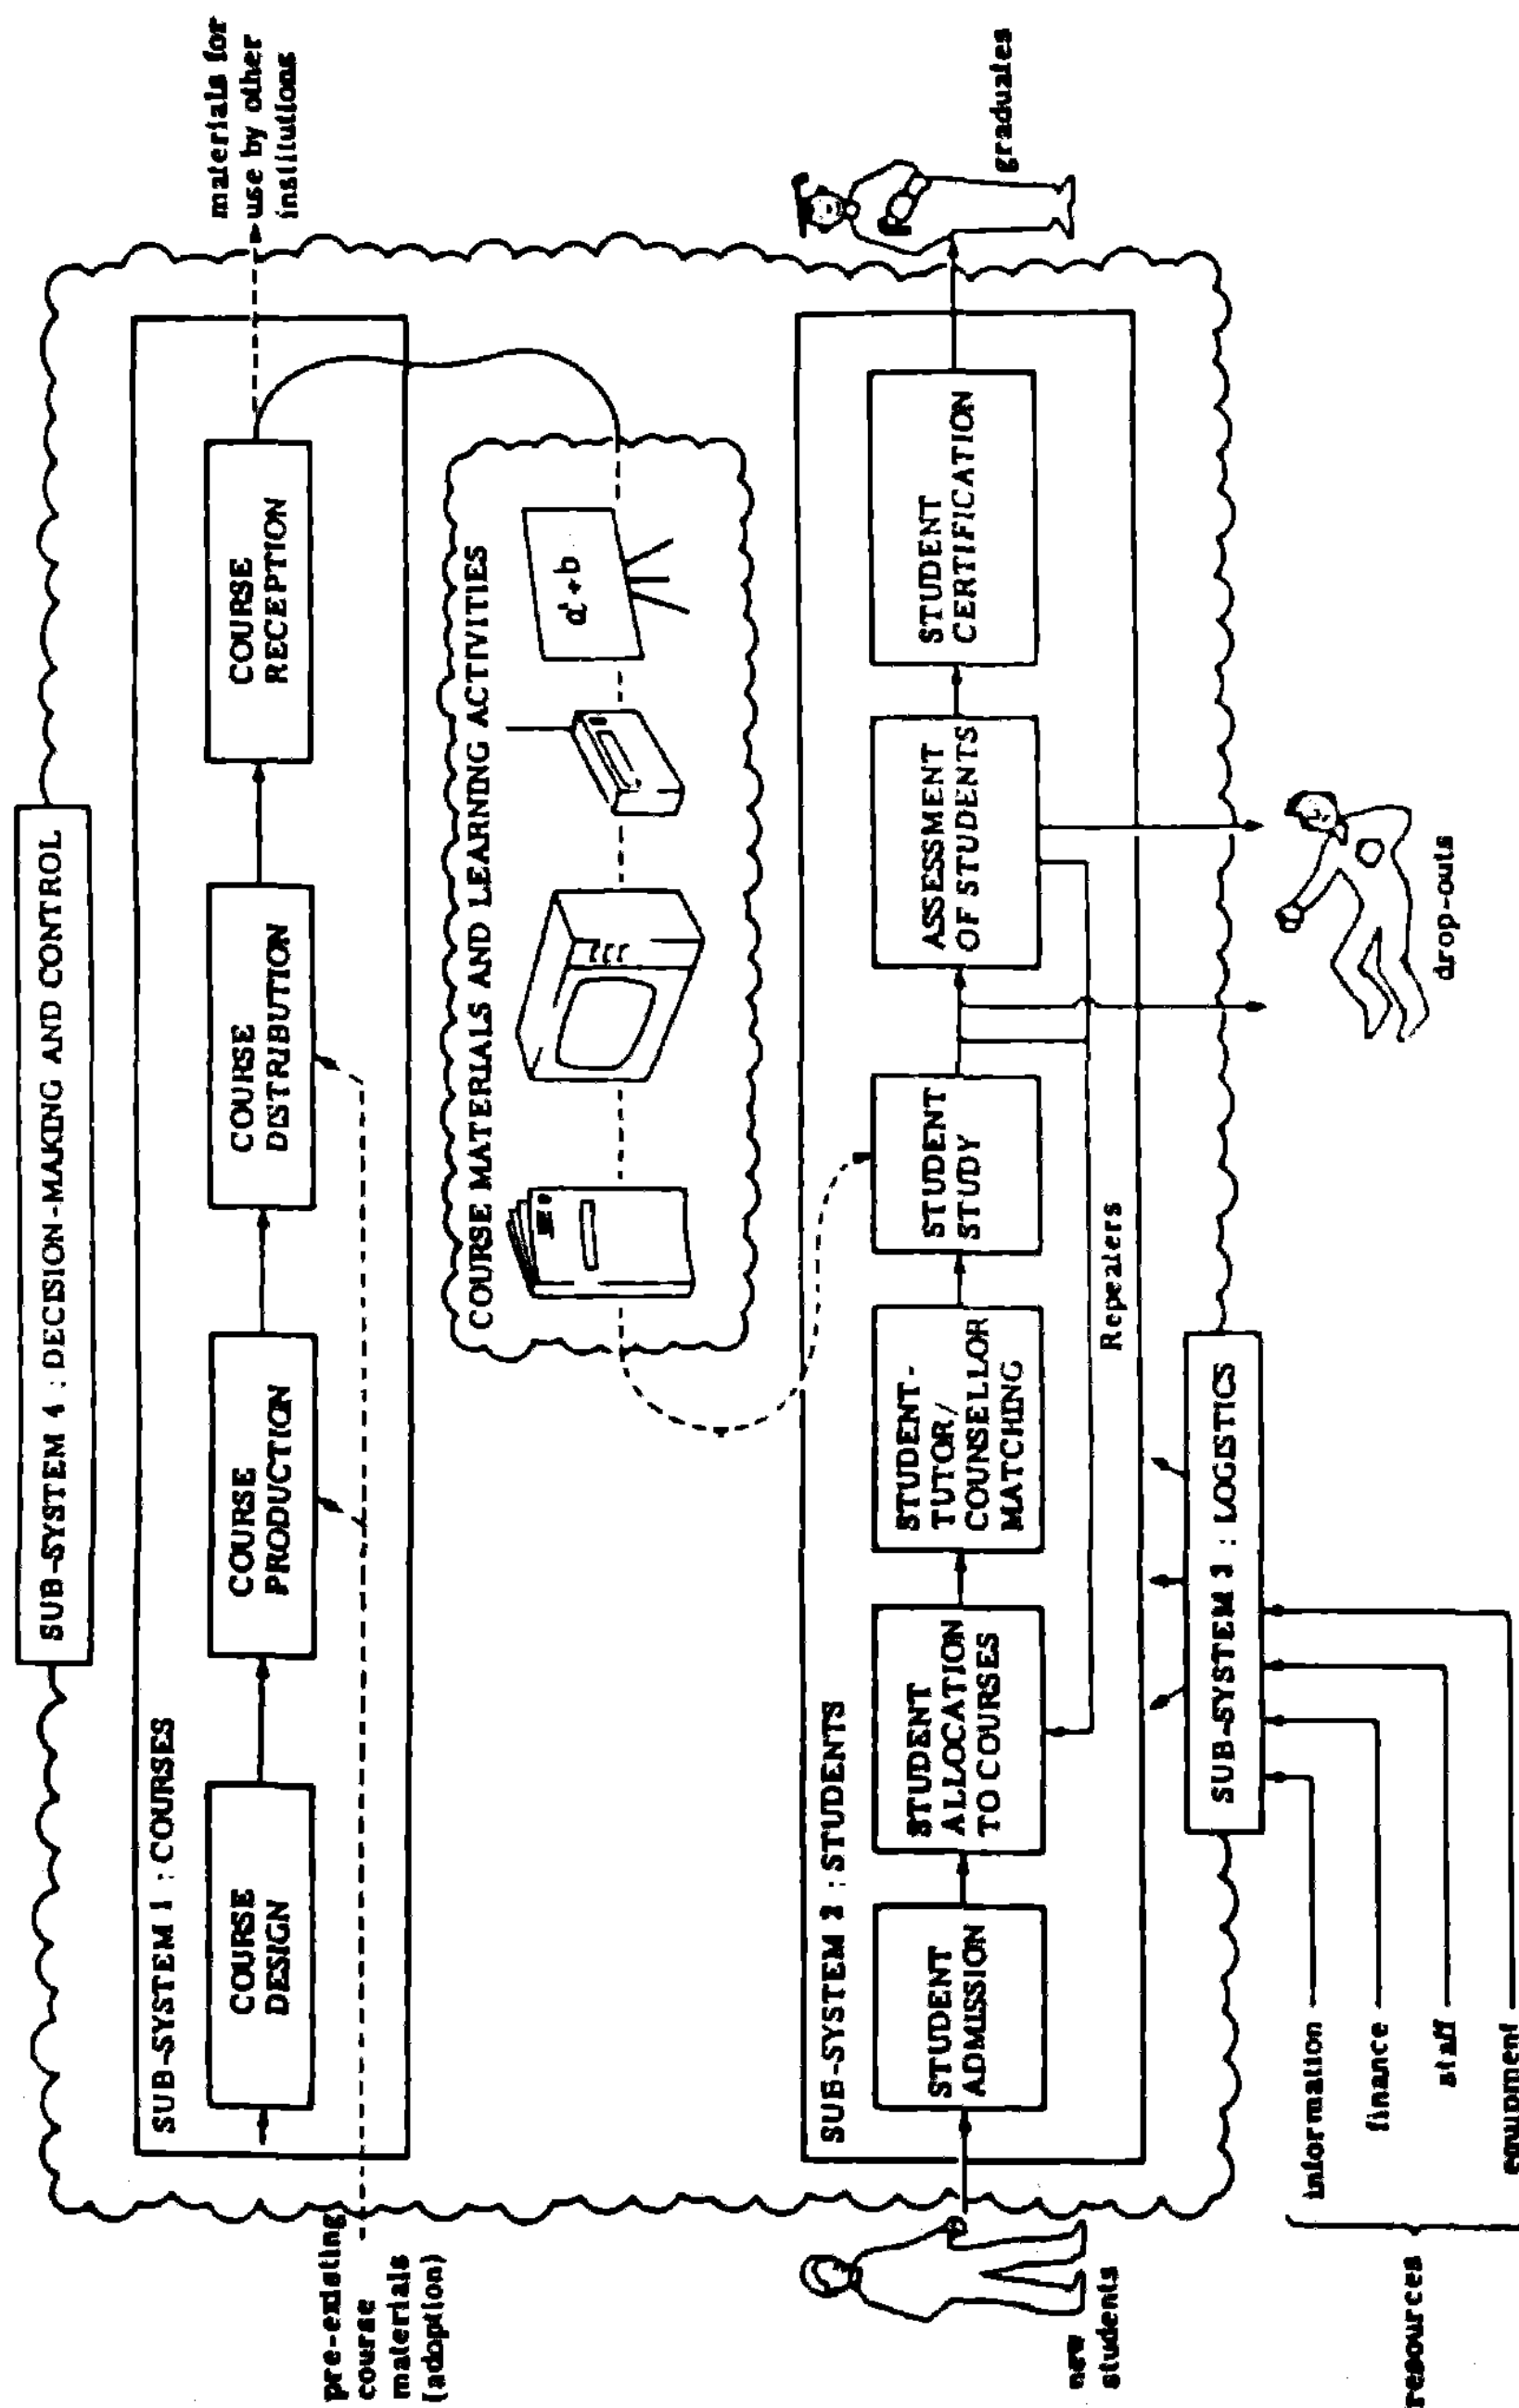 SUB-SYSTEM 4 : DECISION-MAKING AND CONTROL
SUB-SYSTEM 1 : COURSES
COURSE
DESIGN
COURSE
PRODUCTION
COURSE
DISTRIBUTION
COURSE
RECEPTION
materials for
use by other
institutions
pre-existing
course
materials
(adoption)
COURSE MATERIALS AND LEARNING ACTIVITIES
SUB-SYSTEM 2 : STUDENTS
new
students
STUDENT
ADMISSION
STUDENT
ALLOCATION
TO COURSES
STUDENT-
TUTOR/
COUNSELLOR
MATCHING
STUDENT
STUDY
ASSESSMENT
OF STUDENTS
STUDENT
CERTIFICATION
graduates
Repeaters
SUB-SYSTEM 3 : LOGISTICS
drop-outs
resources
information
finance
staff
equipment